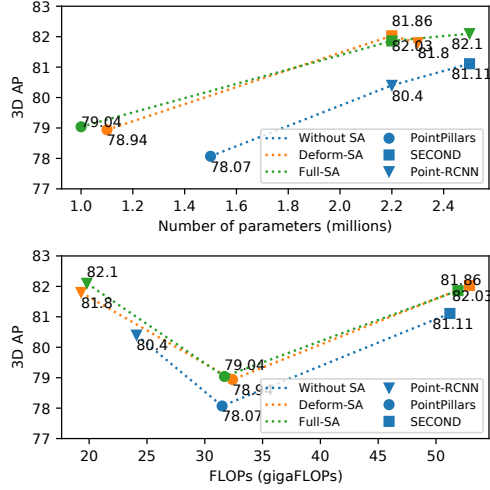 83
82
81
80
79
78
77
3D AP
81.86
82.03
81.8
82.1
81.11
80.4
79.04
78.94
78.07
Without SA
Deform-SA
Full-SA
PointPillars
SECOND
Point-RCNN
1.0 1.2 1.4 1.6 1.8 2.0 2.2 2.4
Number of parameters (millions)
83
82
81
80
79
78
77
3D AP
82.1
81.8
80.4
79.04
78.94
78.07
81.86
82.03
81.11
Without SA
Deform-SA
Full-SA
Point-RCNN
PointPillars
SECOND
20 25 30 35 40 45 50
FLOPs (gigaFLOPs)